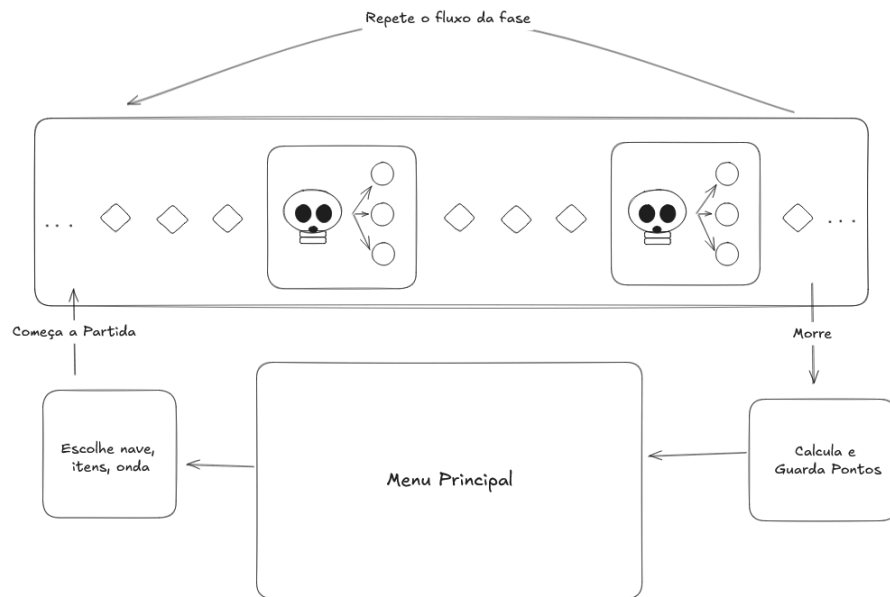 Repete o fluxo da fase
...
...
Começa a Partida
Morre
Escolhe nave,
itens, onda
Menu Principal
Calcula e
Guarda Pontos